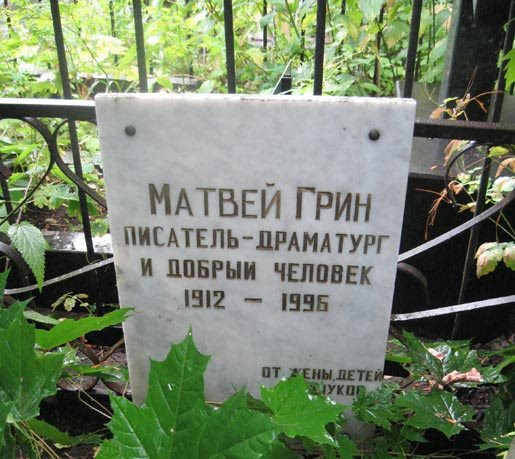 МАТВЕЙ ГРИН
ПИСАТЕЛЬ-ДРАМАТУРГ
И ДОБРЫЙ ЧЕЛОВЕК
1912 — 1996
ОТ ЖЕНЫ, ДЕТЕЙ